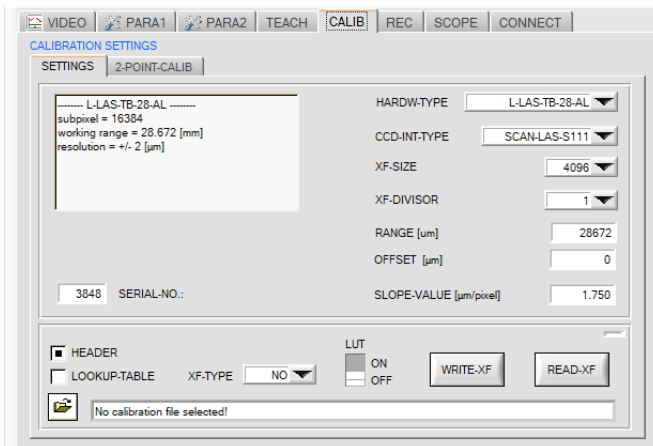 VIDEO PARA1 PARA2 TEACH CALIB REC SCOPE CONNECT
CALIBRATION SETTINGS
SETTINGS 2-POINT-CALIB
------- L-LAS-TB-28-AL --------
subpixel = 16384
working range = 28.672 [mm]
resolution = +/- 2 [µm]
HARDW-TYPE L-LAS-TB-28-AL
CCD-INT-TYPE SCAN-LAS-S111
XF-SIZE 4096
XF-DIVISOR 1
RANGE [um] 28672
OFFSET [µm] 0
3848 SERIAL-NO.: SLOPE-VALUE [µm/pixel] 1.750
HEADER
LOOKUP-TABLE XF-TYPE NO
LUT
ON
OFF
WRITE-XF READ-XF
No calibration file selected!